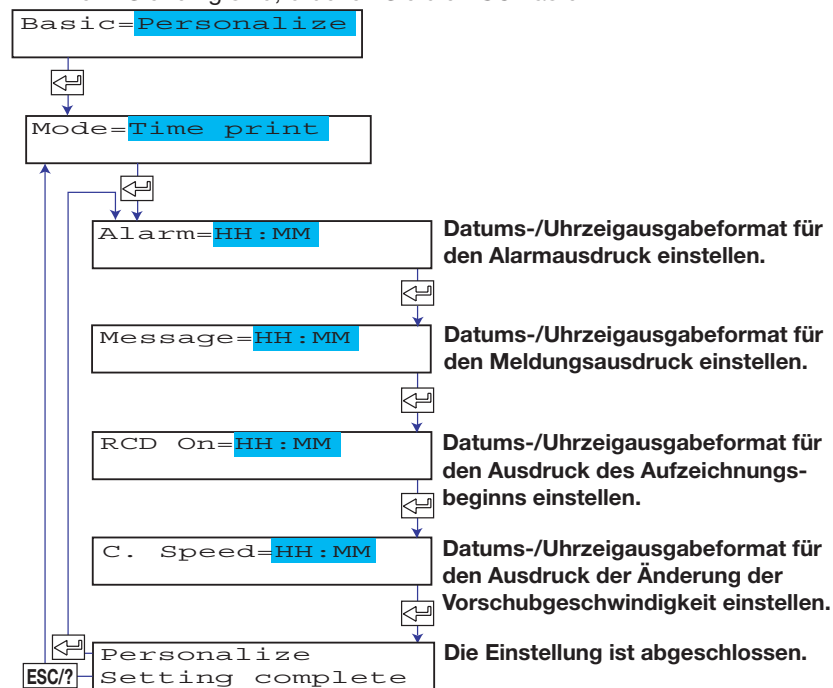 Basic=Personalize
Mode=Time print
Alarm=HH:MM
Datums-/Uhrzeigausgabeformat für
den Alarmausdruck einstellen.
Message=HH:MM
Datums-/Uhrzeigausgabeformat für
den Meldungsausdruck einstellen.
RCD On=HH:MM
Datums-/Uhrzeigausgabeformat für
den Ausdruck des Aufzeichnungs-
beginns einstellen.
C. Speed=HH:MM
Datums-/Uhrzeigausgabeformat für
den Ausdruck der Änderung der
Vorschubgeschwindigkeit einstellen.
Personalize
Setting complete
Die Einstellung ist abgeschlossen.
ESC/?